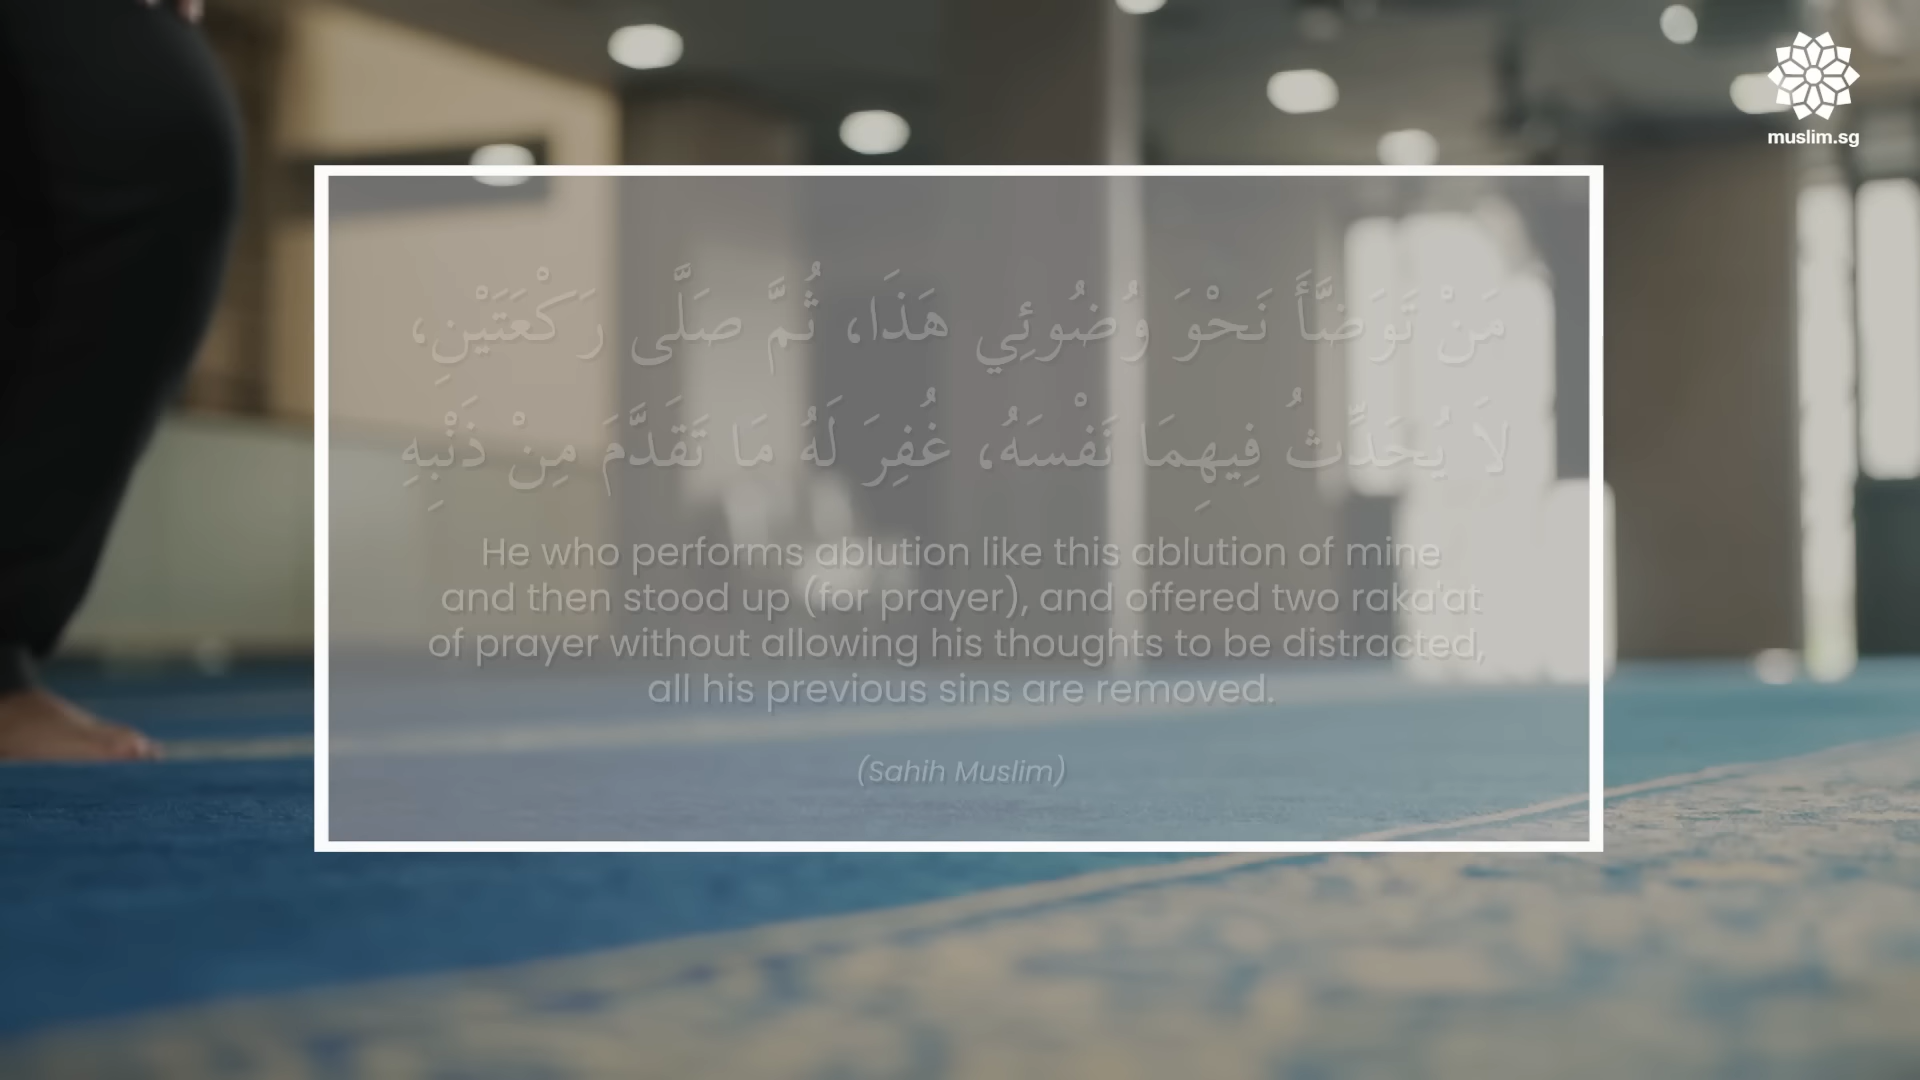 muslim.sg
مَنْ تَوَضَّأَ نَحْوَ وُضُوئِي هَذَا، ثُمَّ صَلَّى رَكْعَتَيْنِ،
لاَ يُحَدِّثُ فِيهِمَا نَفْسَهُ، غُفِرَ لَهُ مَا تَقَدَّمَ مِنْ ذَنْبِهِ
He who performs ablution like this ablution of mine
and then stood up (for prayer), and offered two raka'at
of prayer without allowing his thoughts to be distracted,
all his previous sins are removed.
(Sahih Muslim)